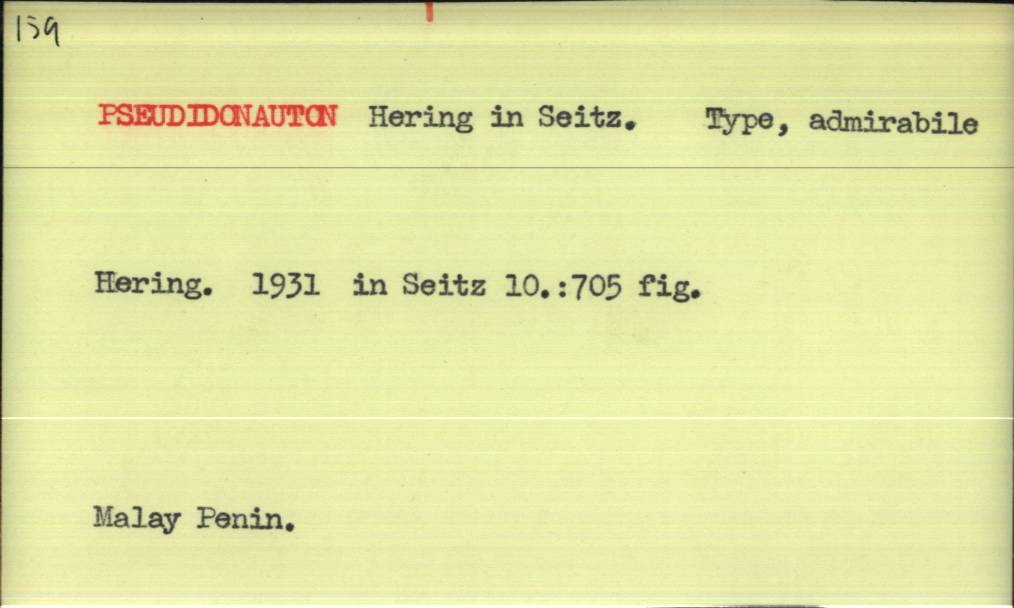 159
PSEUDIDONAUTON Hering in Seitz. Type, admirabile
Hering. 1931 in Seitz 10.:705 fig.
Malay Penin.